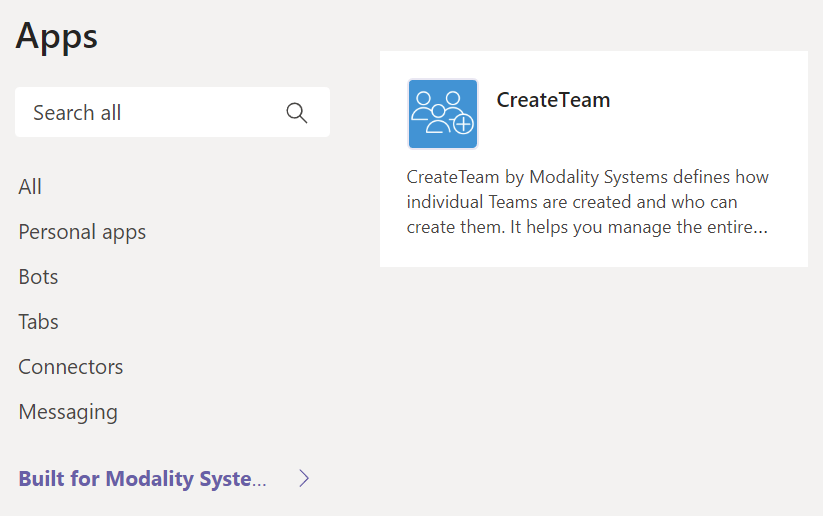 Apps
Search all
All
Personal apps
Bots
Tabs
Connectors
Messaging
Built for Modality Syste...
CreateTeam
CreateTeam by Modality Systems defines how
individual Teams are created and who can
create them. It helps you manage the entire...